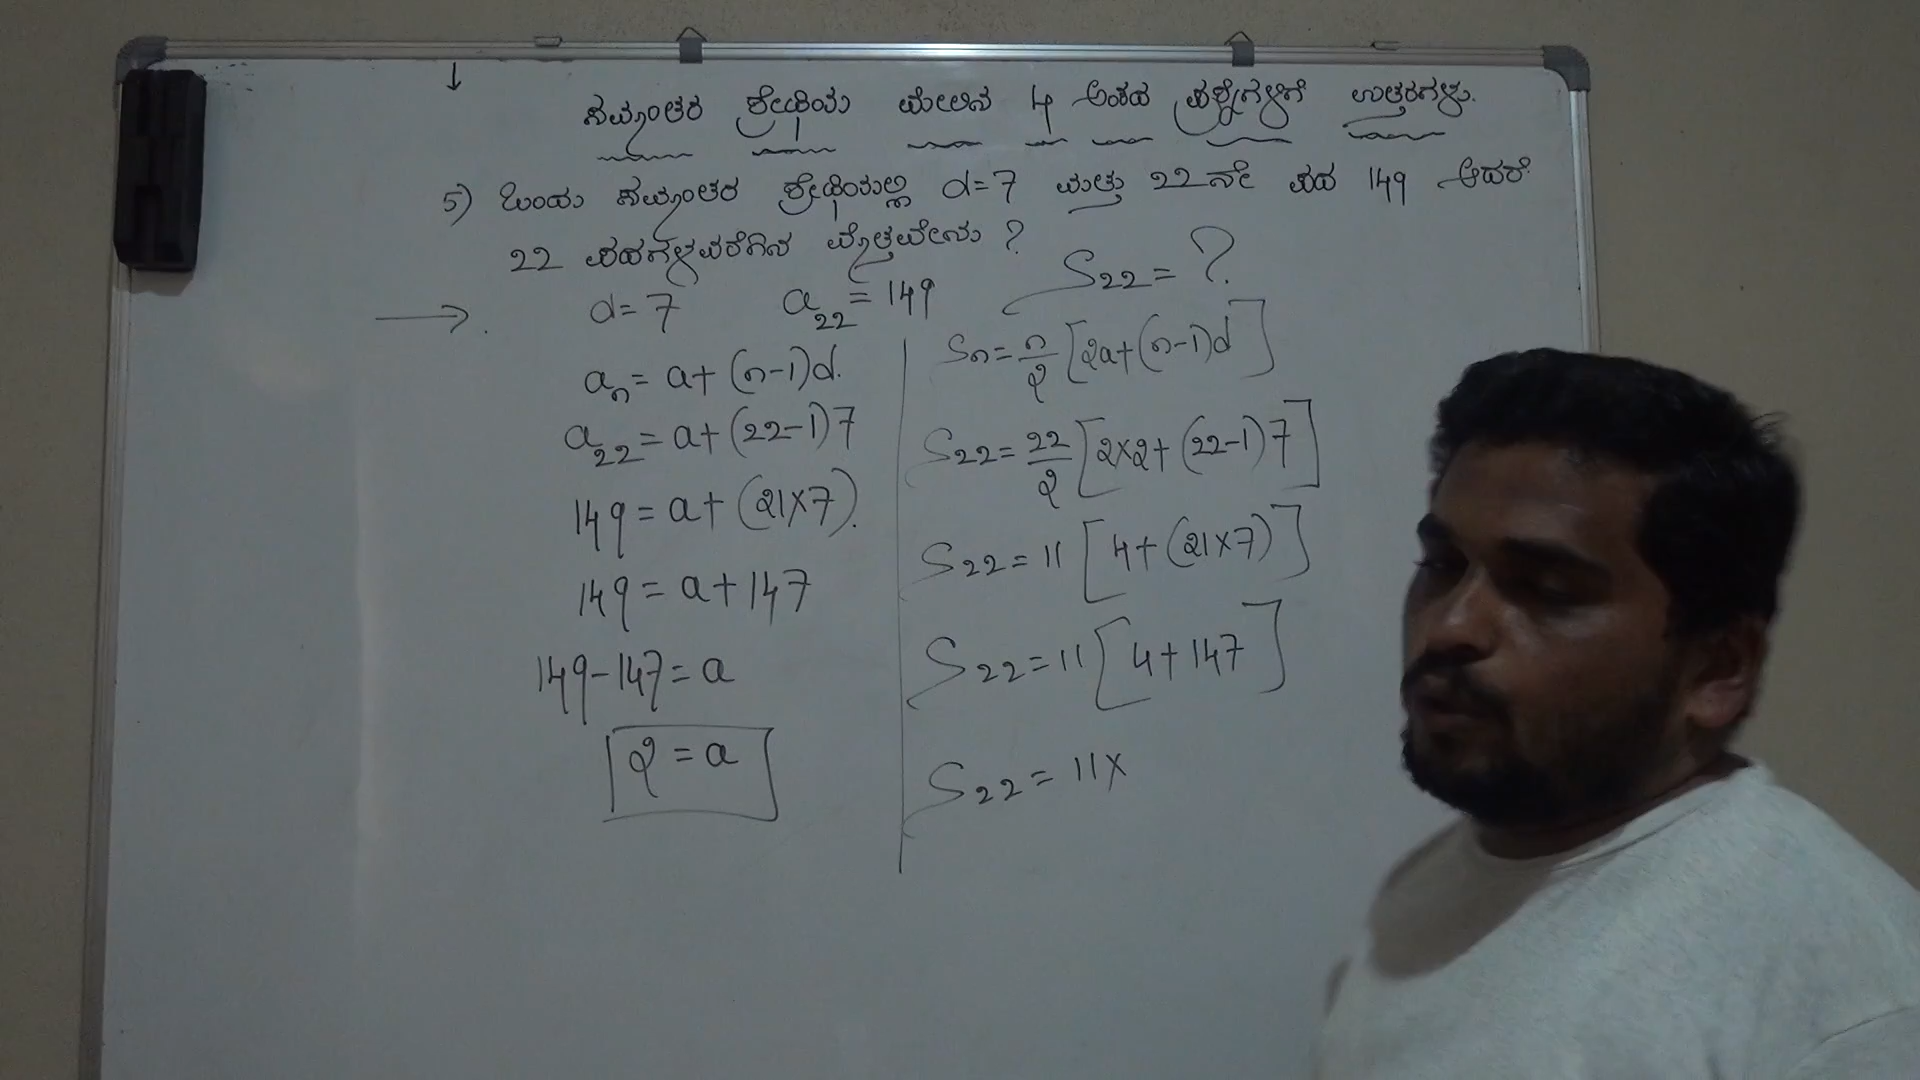 ಸಮಾಂತರ ಶ್ರೇಢಿಯ ಮೇಲಿನ 4 ಅಂಕದ ಪ್ರಶ್ನೆಗಳಿಗೆ ಉತ್ತರಗಳು.
5) ಒಂದು ಸಮಾಂತರ ಶ್ರೇಢಿಯಲ್ಲಿ d=7 ಮತ್ತು 22ನೇ ಪದ 149 ಆದರೆ
22 ಪದಗಳವರೆಗಿನ ಮೊತ್ತವೇನು ?
S22 = ?
d=7 a22 = 149
an = a+(n-1)d.
a22 = a+(22-1)7
149 = a+(21×7).
149 = a+147
149-147 = a
2 = a
Sn = n/2 [2a+(n-1)d]
S22 = 22/2 [2×2+(22-1)7]
S22 = 11 [4+(21×7)]
S22 = 11 [4+147]
S22 = 11×